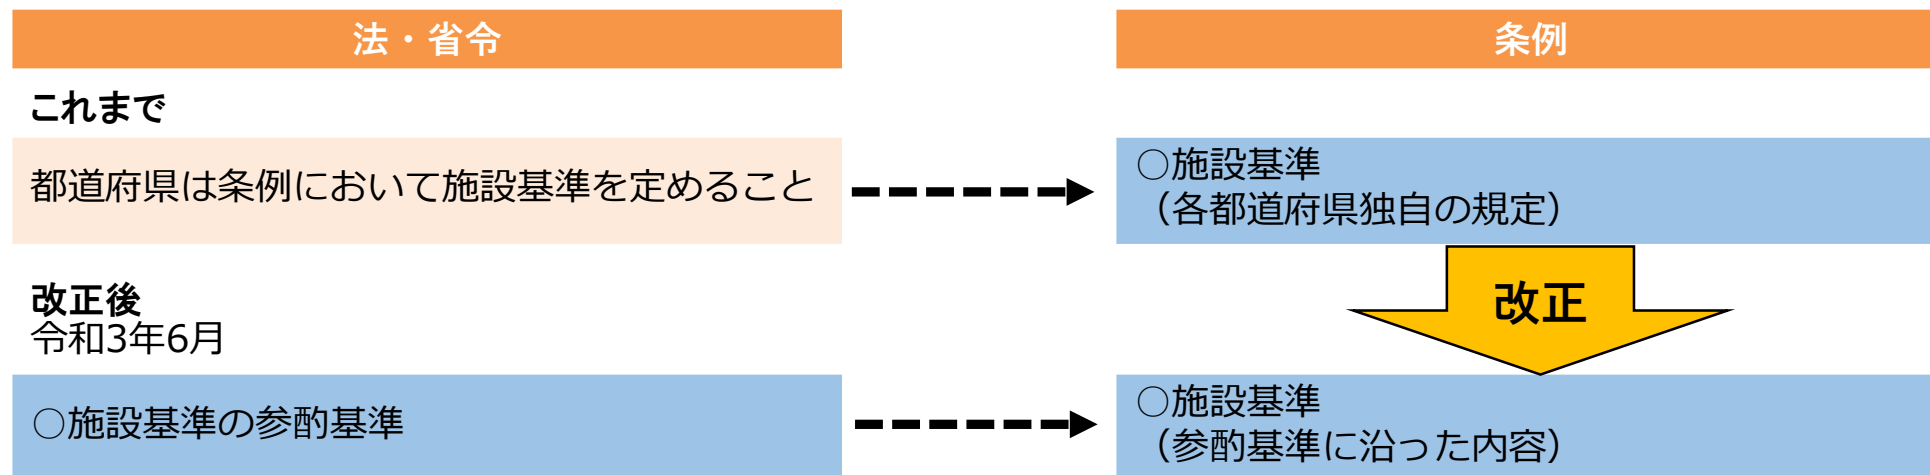 法・省令
条例
これまで
都道府県は条例において施設基準を定めること
○施設基準
（各都道府県独自の規定）
改正
改正後
令和3年6月
○施設基準の参酌基準
○施設基準
（参酌基準に沿った内容）